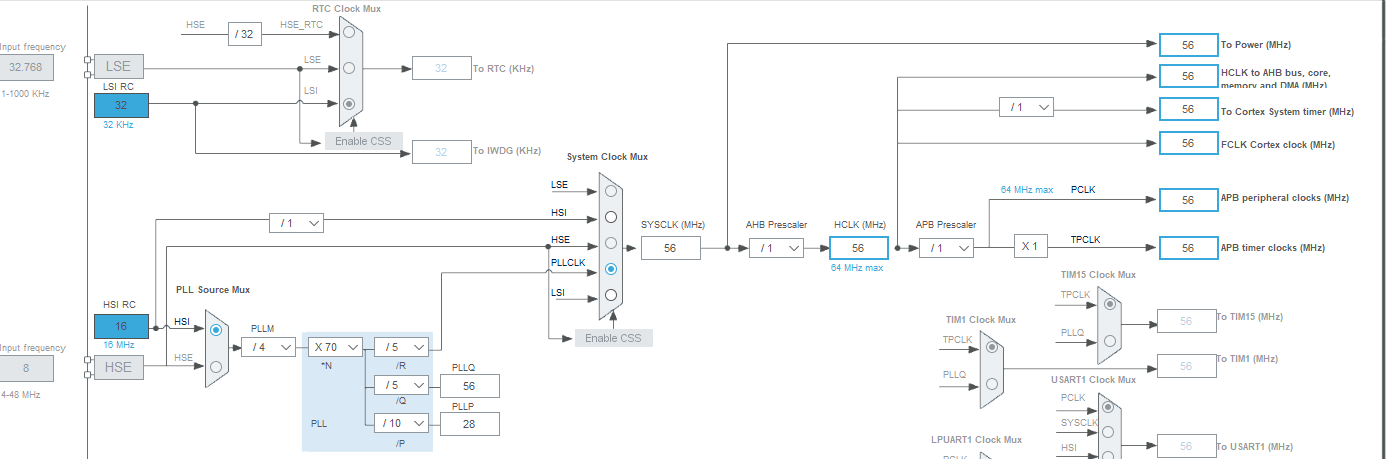 RTC Clock Mux
HSE
/ 32
HSE_RTC
Input frequency
32.768
1-1000 KHz
LSE
LSE
32
To RTC (KHz)
LSI RC
32
32 KHz
LSI
Enable CSS
32
To IWDG (KHz)
System Clock Mux
LSE
HSI
/ 1
HSE
PLLCLK
LSI
Enable CSS
SYSCLK (MHz)
56
AHB Prescaler
/ 1
HCLK (MHz)
56
64 MHz max
APB Prescaler
/ 1
56
To Power (MHz)
56
HCLK to AHB bus, core,
memory and DMA (MHz)
/ 1
56
To Cortex System timer (MHz)
56
FCLK Cortex clock (MHz)
64 MHz max
PCLK
56
APB peripheral clocks (MHz)
X 1
TPCLK
56
APB timer clocks (MHz)
HSI RC
16
16 MHz
HSI
PLL Source Mux
Input frequency
8
4-48 MHz
HSE
HSE
PLLM
/ 4
X 70
*N
PLL
/ 5
/R
/ 5
/Q
/ 10
/P
PLLQ
56
PLLP
28
TIM15 Clock Mux
TPCLK
PLLQ
56
To TIM15 (MHz)
TIM1 Clock Mux
TPCLK
PLLQ
56
To TIM1 (MHz)
USART1 Clock Mux
PCLK
SYSCLK
HSI
56
To USART1 (MHz)
LPUART1 Clock Mux
PCLK